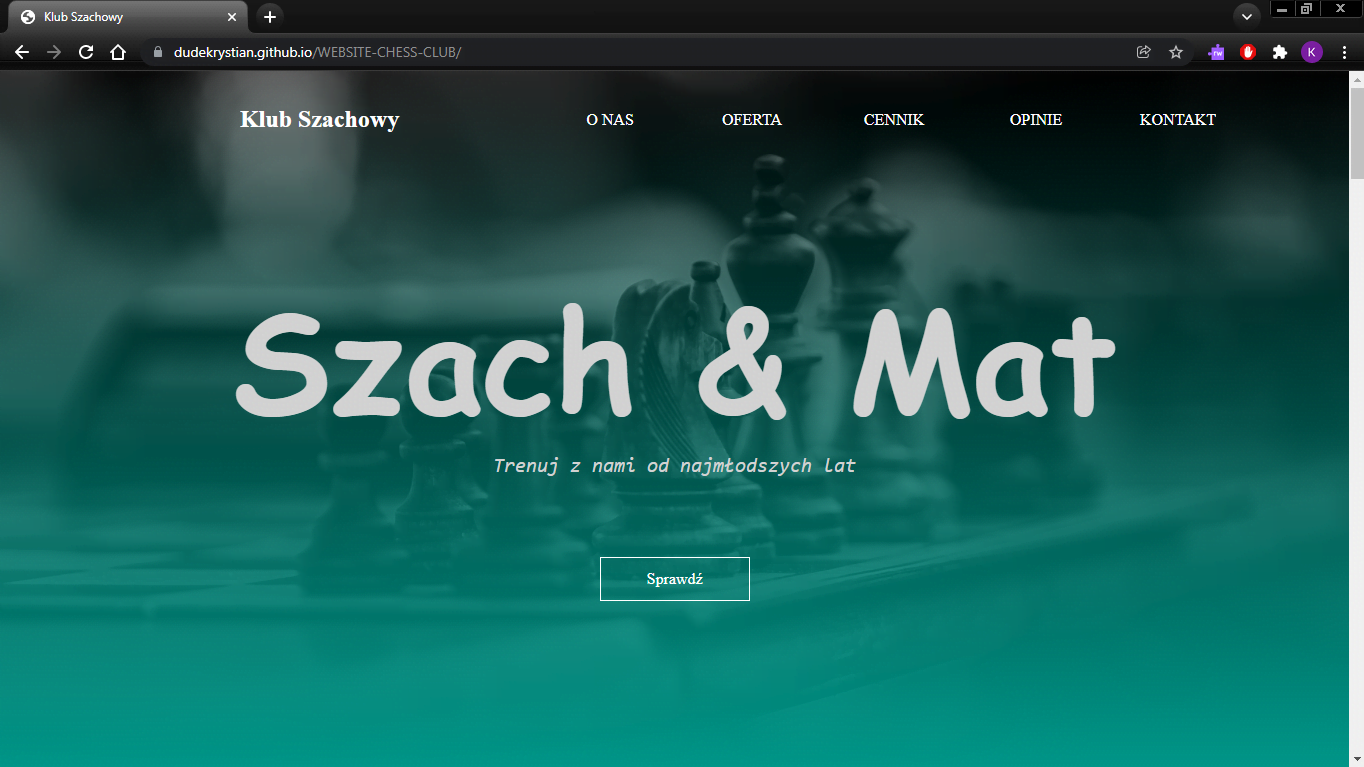 Klub Szachowy
dudekrystian.github.io/WEBSITE-CHESS-CLUB/
rw
K
Klub Szachowy
O NAS
OFERTA
CENNIK
OPINIE
KONTAKT
Szach & Mat
Trenuj z nami od najmłodszych lat
Sprawdź